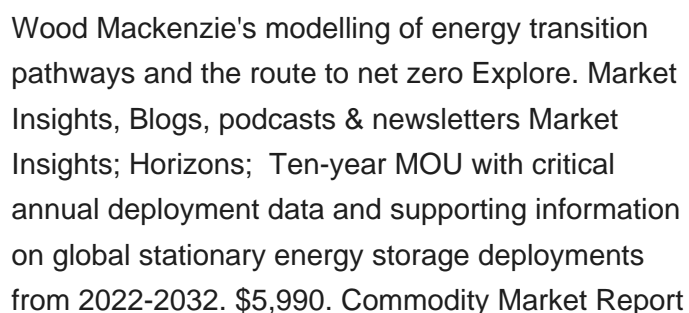 Wood Mackenzie's modelling of energy transition
pathways and the route to net zero Explore. Market
Insights, Blogs, podcasts & newsletters Market
Insights; Horizons;  Ten-year MOU with critical
annual deployment data and supporting information
on global stationary energy storage deployments
from 2022-2032. $5,990. Commodity Market Report